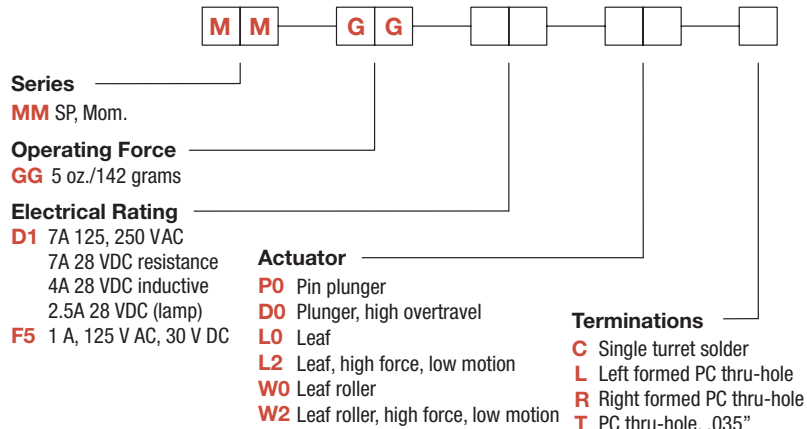 M M G G
Series
MM SP, Mom.
Operating Force
GG 5 oz./142 grams
Electrical Rating
D1 7A 125, 250 VAC
7A 28 VDC resistance
4A 28 VDC inductive
2.5A 28 VDC (lamp)
F5 1 A, 125 V AC, 30 V DC
Actuator
P0 Pin plunger
D0 Plunger, high overtravel
L0 Leaf
L2 Leaf, high force, low motion
W0 Leaf roller
W2 Leaf roller, high force, low motion
Terminations
C Single turret solder
L Left formed PC thru-hole
R Right formed PC thru-hole
T PC thru-hole, .035"